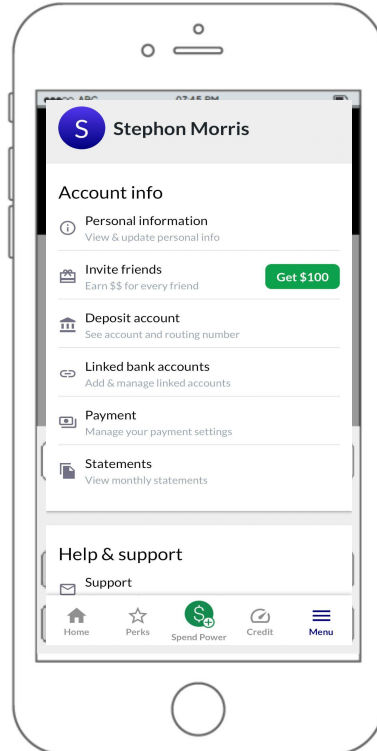 S Stephon Morris
Account info
Personal information
View & update personal info
Invite friends
Earn $$ for every friend
Get $100
Deposit account
See account and routing number
Linked bank accounts
Add & manage linked accounts
Payment
Manage your payment settings
Statements
View monthly statements
Help & support
Support
Home Perks Spend Power Credit Menu